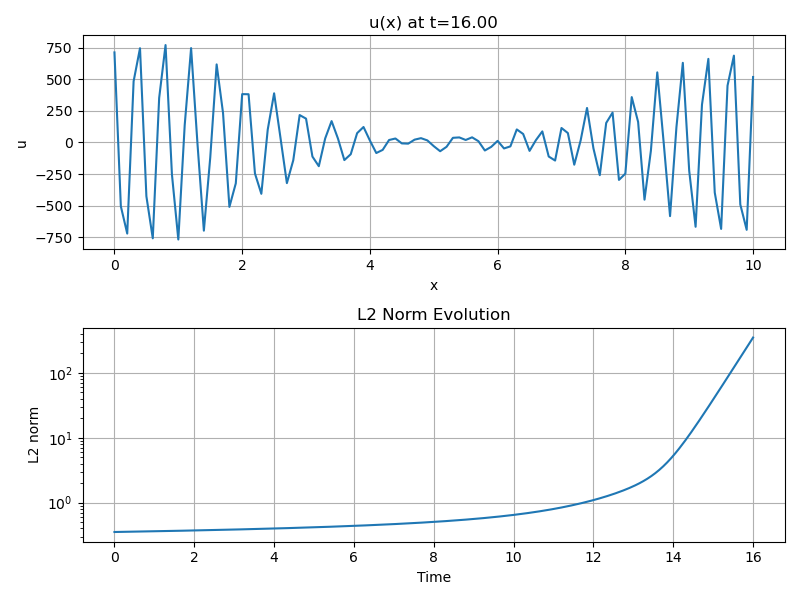 u(x) at t=16.00
u
750
500
250
0
−250
−500
−750
0 2 4 6 8 10
x
L2 Norm Evolution
L2 norm
10²
10¹
10⁰
0 2 4 6 8 10 12 14 16
Time